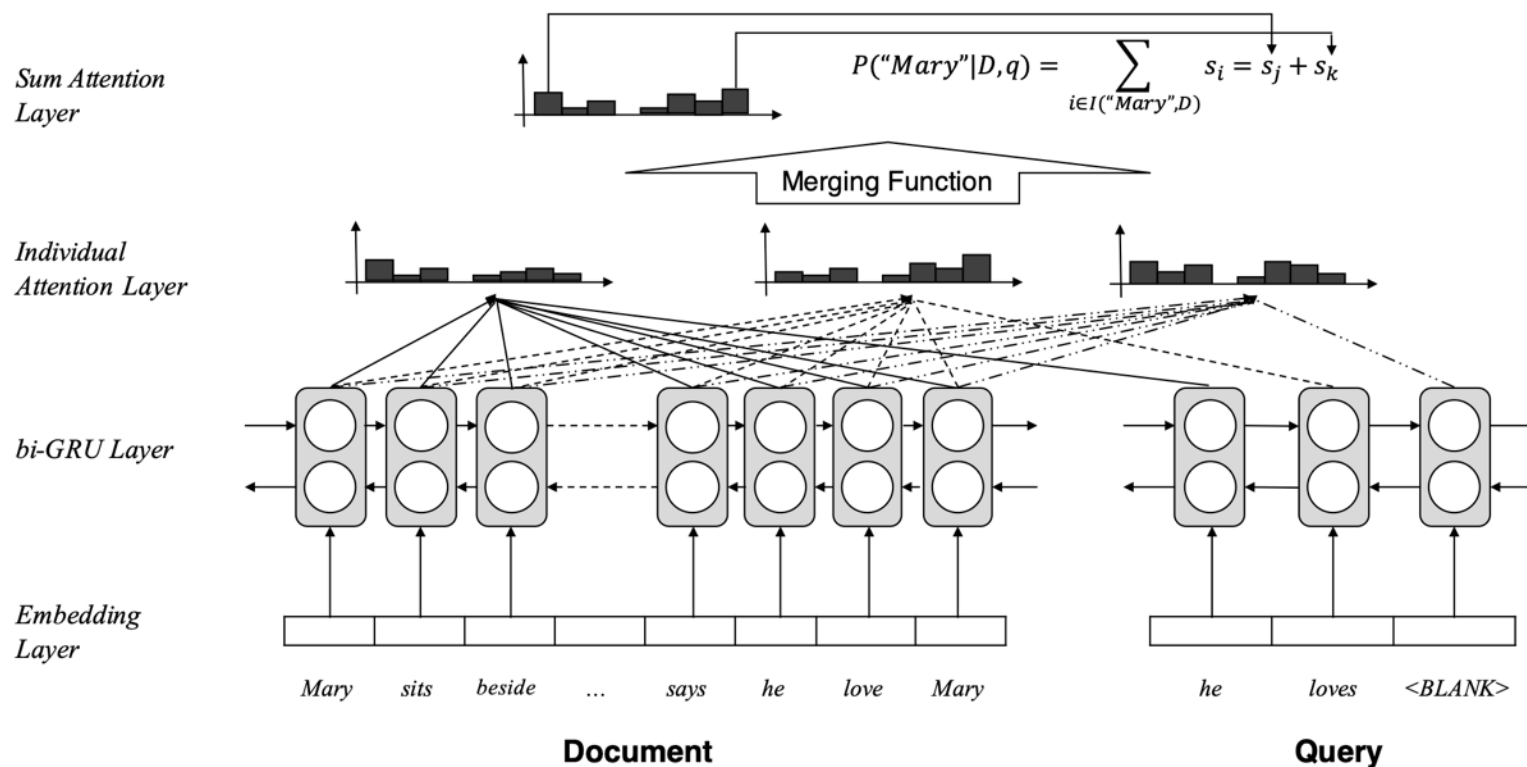 Sum Attention
Layer
P(“Mary”|D,q) = ∑ s_i = s_j + s_k
i∈I("Mary",D)
Merging Function
Individual
Attention Layer
bi-GRU Layer
Embedding
Layer
Mary sits beside ... says he love Mary he loves <BLANK>
Document Query